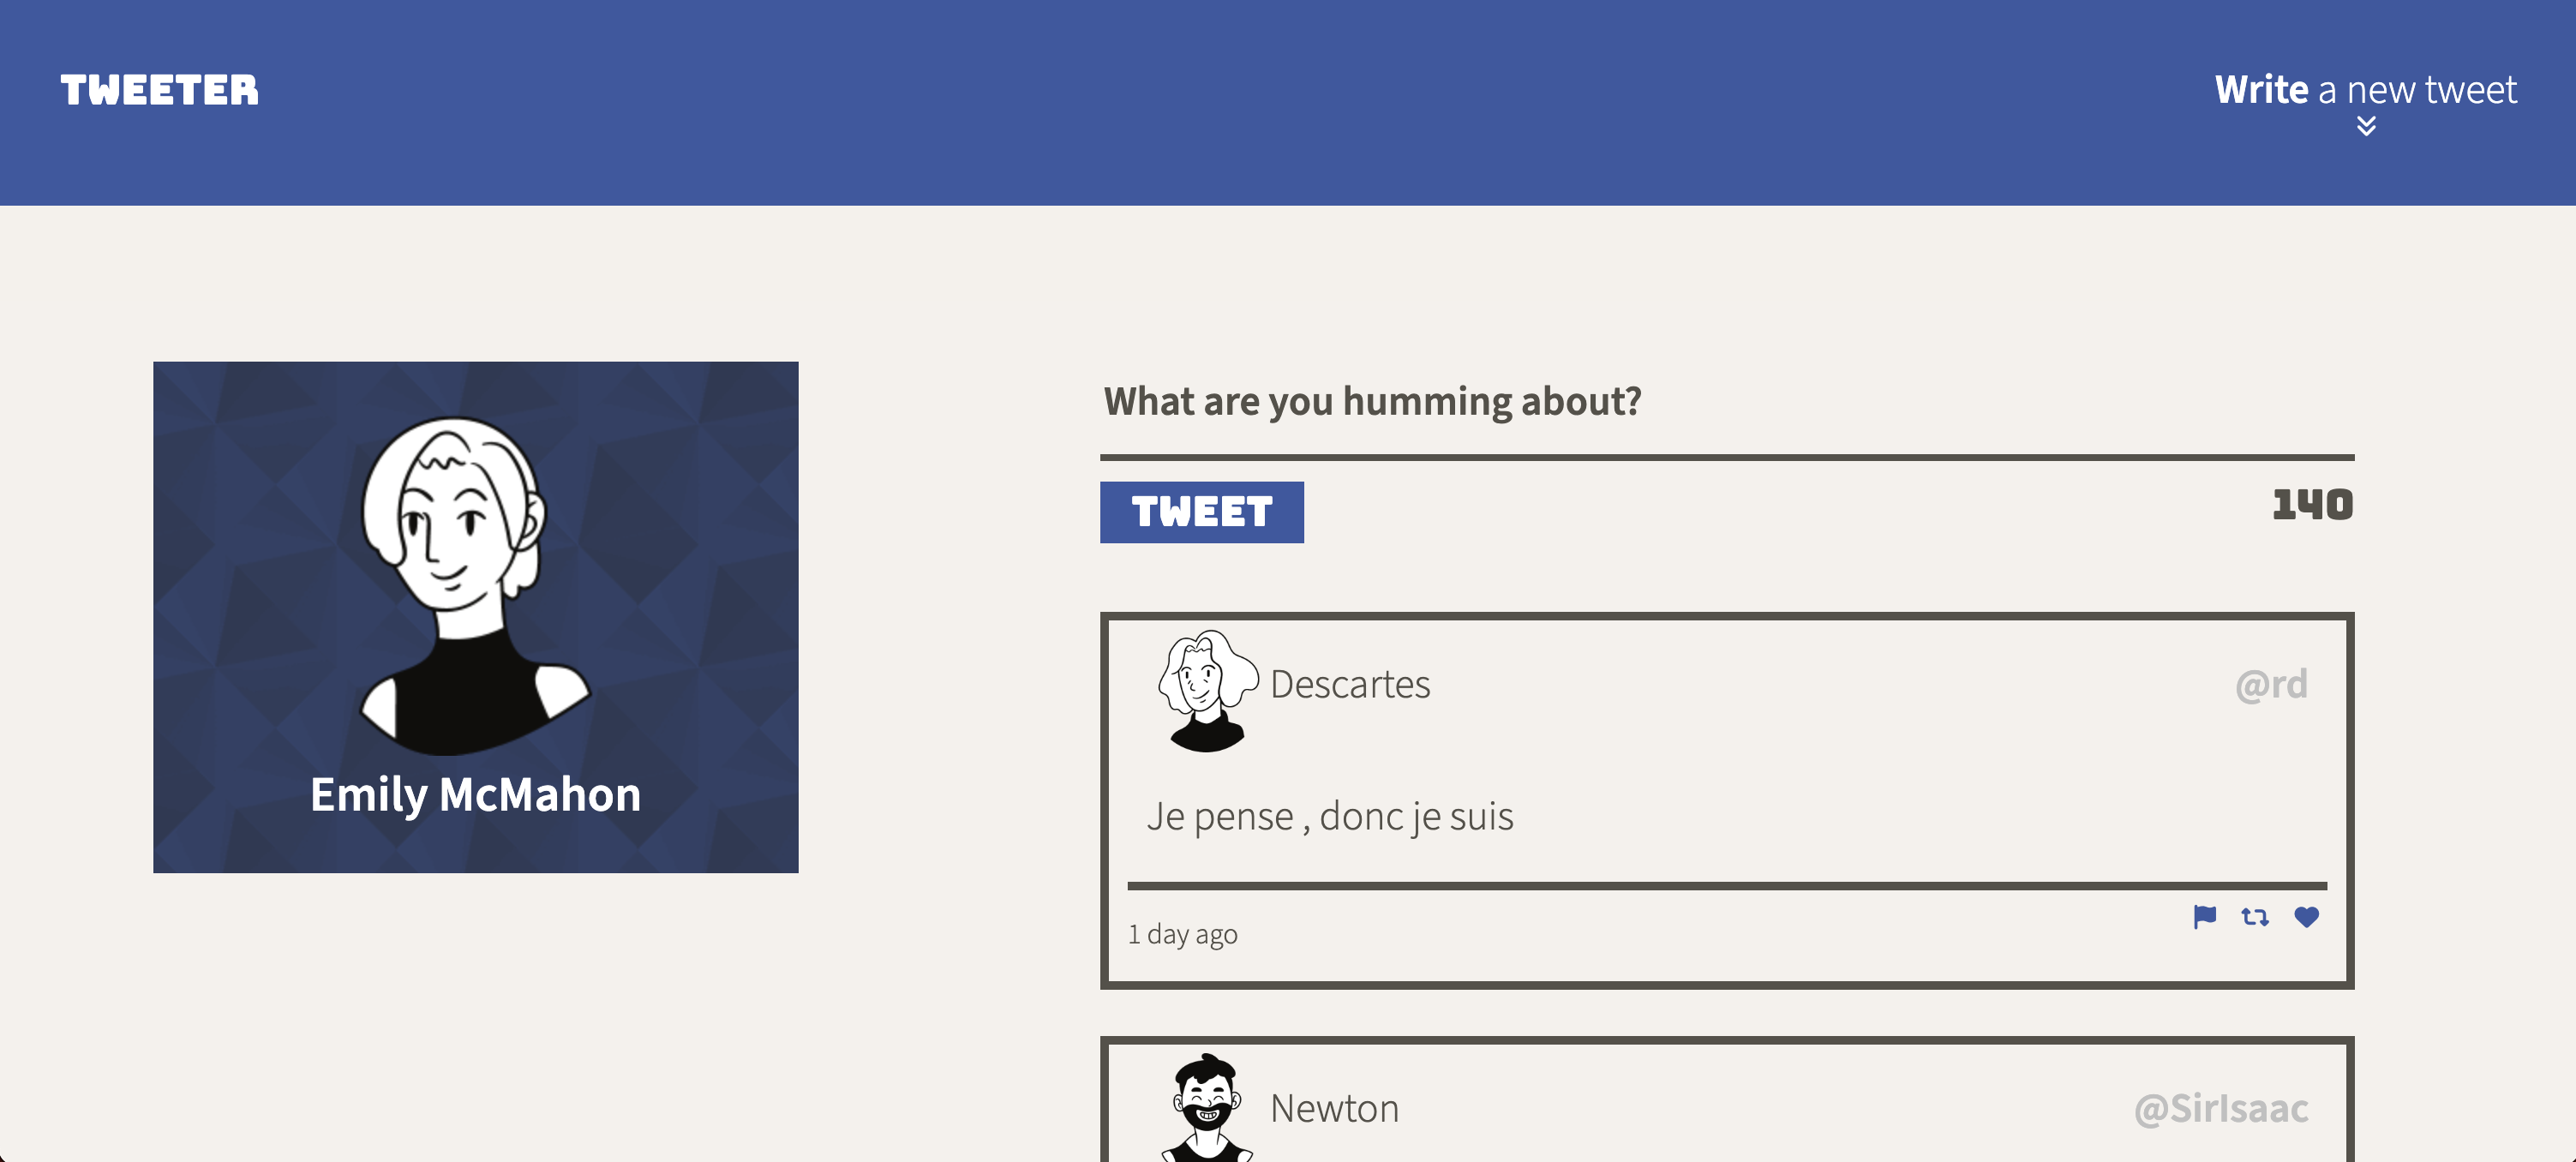 TWEETER
Write a new tweet
Emily McMahon
What are you humming about?
TWEET
140
Descartes
@rd
Je pense , donc je suis
1 day ago
Newton
@SirIsaac